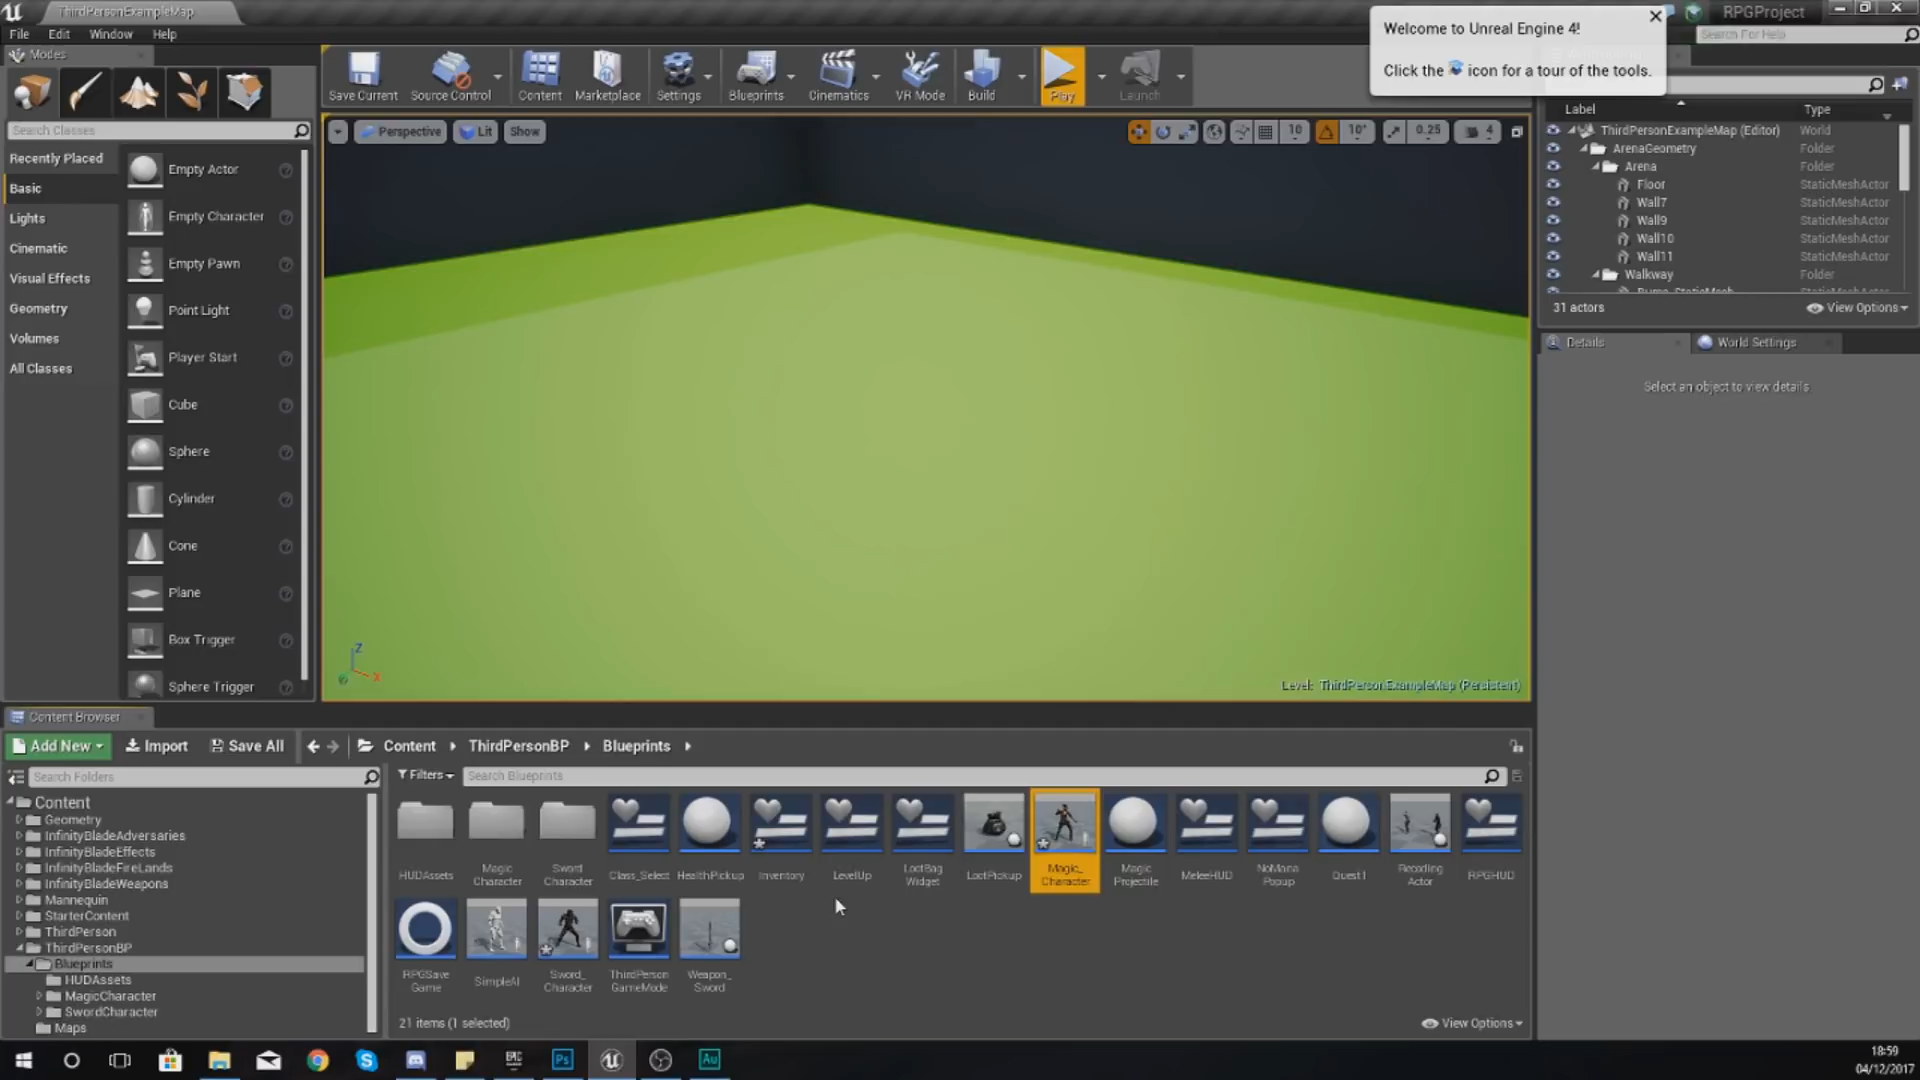 ThirdPersonExampleMap
RPGProject
File Edit Window Help
Search For Help
Welcome to Unreal Engine 4!
Click the icon for a tour of the tools.
Modes
Save Current
Source Control
Content
Marketplace
Settings
Blueprints
Cinematics
VR Mode
Build
Play
Launch
Search Classes
Recently Placed
Basic
Lights
Cinematic
Visual Effects
Geometry
Volumes
All Classes
Empty Actor
Empty Character
Empty Pawn
Point Light
Player Start
Cube
Sphere
Cylinder
Cone
Plane
Box Trigger
Sphere Trigger
Perspective Lit Show
10 10° 0.25 4
Z
X
Level: ThirdPersonExampleMap (Persistent)
Label Type
ThirdPersonExampleMap (Editor) World
ArenaGeometry Folder
Arena Folder
Floor StaticMeshActor
Wall7 StaticMeshActor
Wall9 StaticMeshActor
Wall10 StaticMeshActor
Wall11 StaticMeshActor
Walkway Folder
Bump_StaticMesh StaticMeshActor
31 actors View Options
Details World Settings
Select an object to view details
Content Browser
Add New Import Save All Content ThirdPersonBP Blueprints
Search Folders
Filters Search Blueprints
Content
Geometry
InfinityBladeAdversaries
InfinityBladeEffects
InfinityBladeFireLands
InfinityBladeWeapons
Mannequin
StarterContent
ThirdPerson
ThirdPersonBP
Blueprints
HUDAssets
MagicCharacter
SwordCharacter
Maps
HUDAssets
Magic
Character
Sword
Character
Class_Select
HealthPickup
Inventory
LevelUp
LootBag
Widget
LootPickup
Magic_
Character
Magic
Projectile
MeleeHUD
NoMana
Popup
Quest1
Reading
Actor
RPGHUD
RPGSave
Game
SimpleAI
Sword_
Character
ThirdPerson
GameMode
Weapon_
Sword
21 items (1 selected)
View Options
EPIC
Ps
Au
18:59
04/12/2017